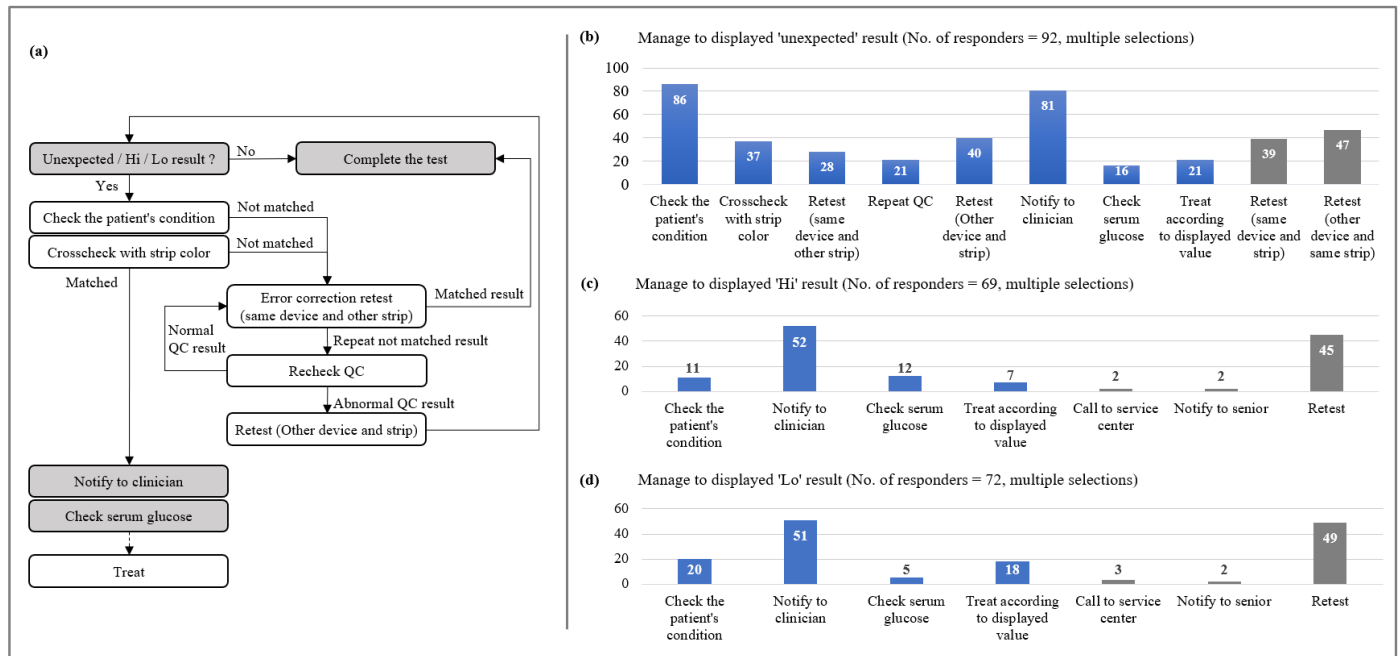 (a)
Unexpected / Hi / Lo result ?
No
Complete the test
Yes
Check the patient's condition
Not matched
Crosscheck with strip color
Not matched
Matched
Error correction retest
(same device and other strip)
Matched result
Normal
QC result
Repeat not matched result
Recheck QC
Abnormal QC result
Retest (Other device and strip)
Notify to clinician
Check serum glucose
Treat
(b) Manage to displayed 'unexpected' result (No. of responders = 92, multiple selections)
100
80
60
40
20
0
86
37
28
21
40
81
16
21
39
47
Check the
patient's
condition
Crosscheck
with strip
color
Retest
(same
device and
other strip)
Repeat QC
Retest
(Other
device and
strip)
Notify to
clinician
Check
serum
glucose
Treat
according
to displayed
value
Retest
(same
device and
strip)
Retest
(other
device and
same strip)
(c) Manage to displayed 'Hi' result (No. of responders = 69, multiple selections)
60
40
20
0
11
52
12
7
2
2
45
Check the
patient's
condition
Notify to
clinician
Check serum
glucose
Treat according
to displayed
value
Call to service
center
Notify to senior
Retest
(d) Manage to displayed 'Lo' result (No. of responders = 72, multiple selections)
60
40
20
0
20
51
5
18
3
2
49
Check the
patient's
condition
Notify to
clinician
Check serum
glucose
Treat according
to displayed
value
Call to service
center
Notify to senior
Retest